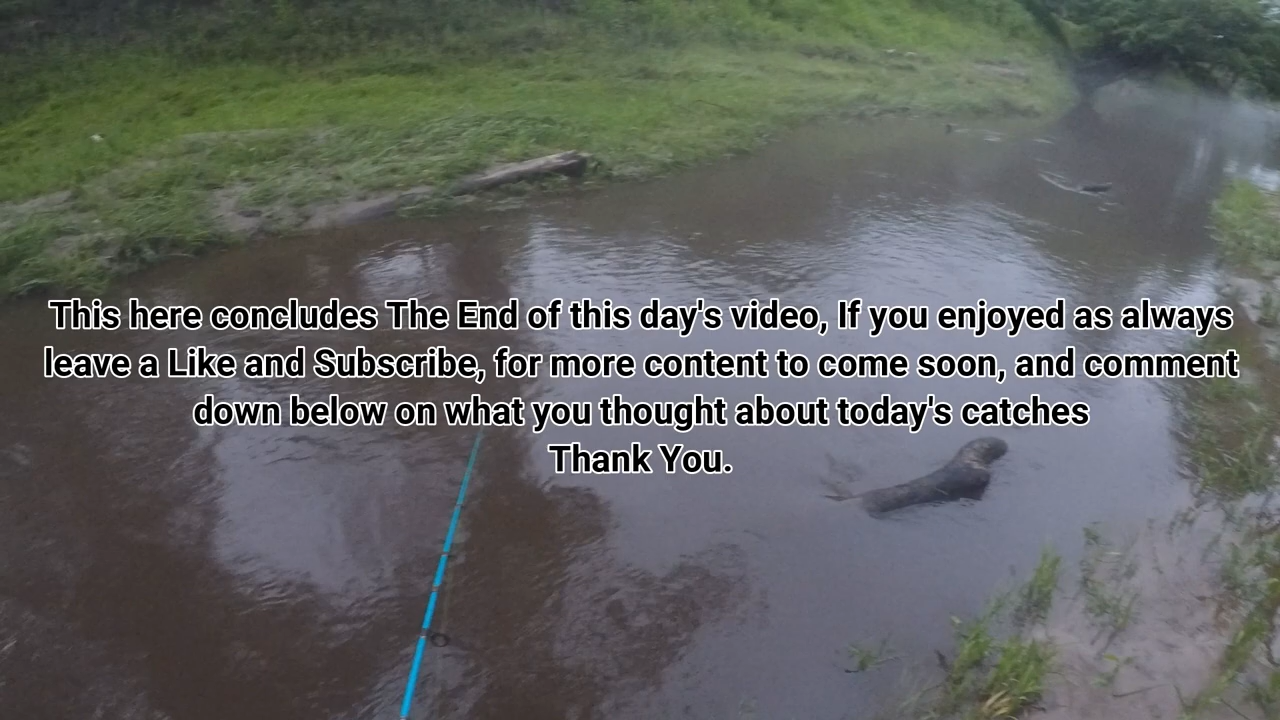 This here concludes The End of this day's video, If you enjoyed as always
leave a Like and Subscribe, for more content to come soon, and comment
down below on what you thought about today's catches
Thank You.